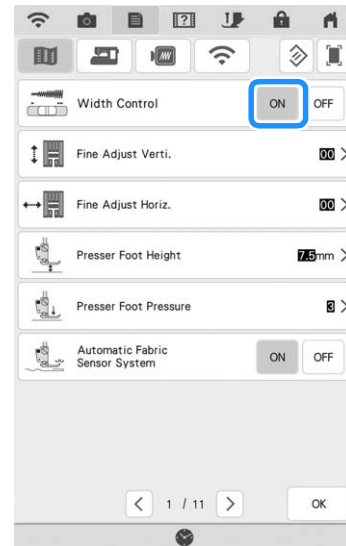 Width Control ON OFF
Fine Adjust Verti. 00
Fine Adjust Horiz. 00
Presser Foot Height 7.5mm
Presser Foot Pressure 3
Automatic Fabric
Sensor System ON OFF
1 / 11 OK